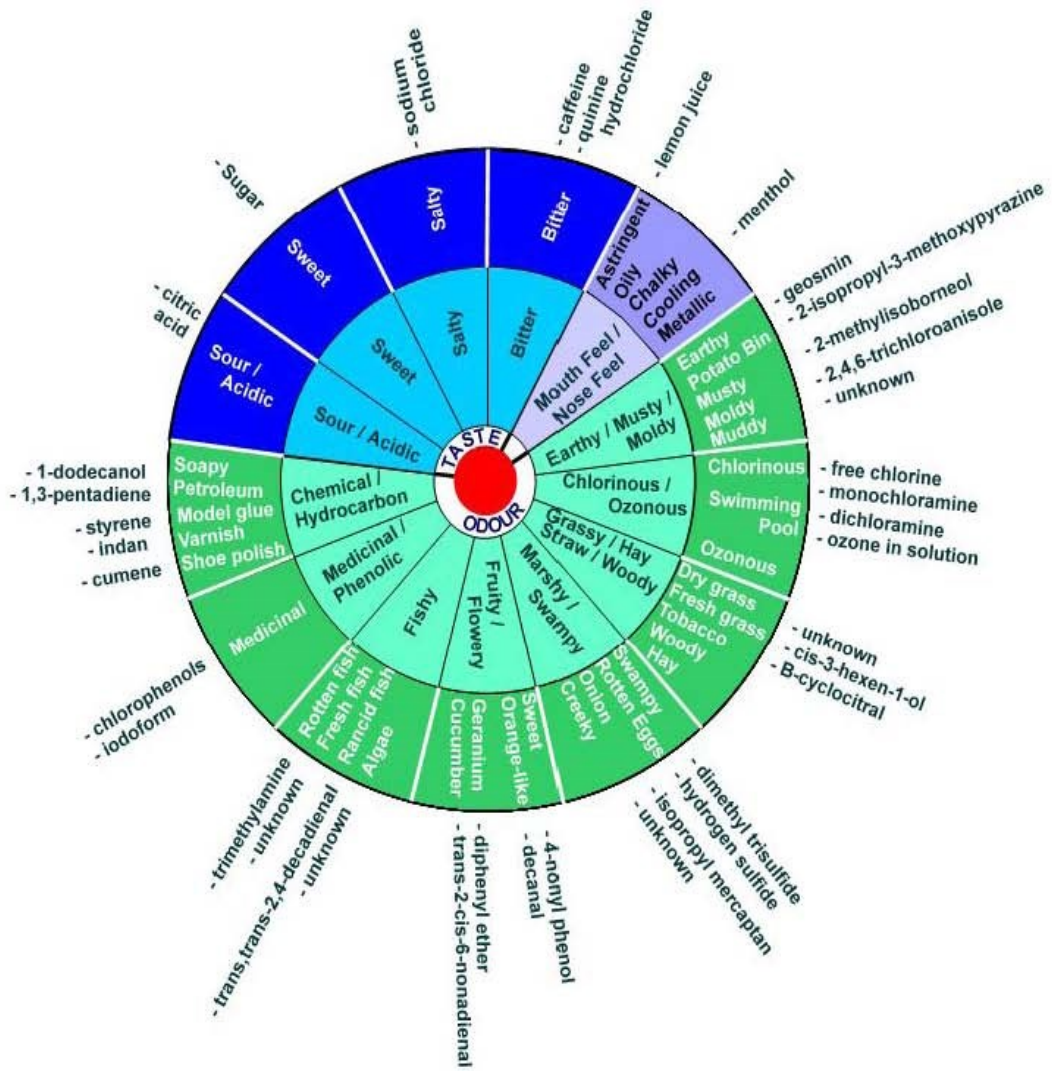 TASTE
ODOUR
Salty
Bitter
Mouth Feel /
Nose Feel
Earthy / Musty /
Moldy
Chlorinous /
Ozonous
Grassy / Hay
Straw / Woody
Marshy /
Swampy
Fruity /
Flowery
Fishy
Medicinal /
Phenolic
Chemical /
Hydrocarbon
Sour / Acidic
Sweet
Salty
Bitter
Astringent
Oily
Chalky
Cooling
Metallic
Earthy
Potato Bin
Musty
Moldy
Muddy
Chlorinous
Swimming
Pool
Ozonous
Dry grass
Fresh grass
Tobacco
Woody
Hay
Swampy
Rotten Eggs
Onion
Creeky
Sweet
Orange-like
Geranium
Cucumber
Rotten fish
Fresh fish
Rancid fish
Algae
Medicinal
Soapy
Petroleum
Model glue
Varnish
Shoe polish
Sour /
Acidic
Sweet
- sodium
chloride
- caffeine
- quinine
hydrochloride
- lemon juice
- menthol
- geosmin
- 2-isopropyl-3-methoxypyrazine
- 2-methylisoborneol
- 2,4,6-trichloroanisole
- unknown
- free chlorine
- monochloramine
- dichloramine
- ozone in solution
- unknown
- cis-3-hexen-1-ol
- B-cyclocitral
- dimethyl trisulfide
- hydrogen sulfide
- isopropyl mercaptan
- unknown
- 4-nonyl phenol
- decanal
- diphenyl ether
- trans-2-cis-6-nonadienal
- trimethylamine
- unknown
- trans,trans-2,4-decadienal
- unknown
- chlorophenols
- iodoform
- 1-dodecanol
- 1,3-pentadiene
- styrene
- indan
- cumene
- citric
acid
- Sugar